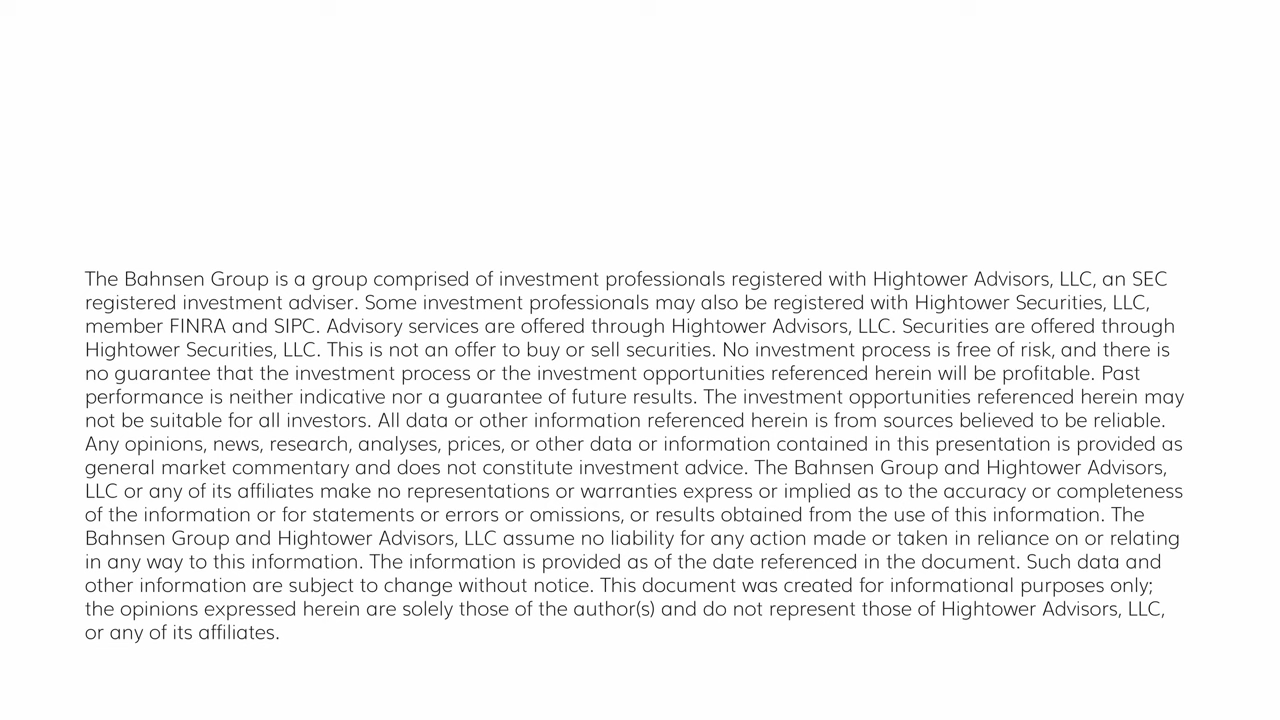 The Bahnsen Group is a group comprised of investment professionals registered with Hightower Advisors, LLC, an SEC
registered investment adviser. Some investment professionals may also be registered with Hightower Securities, LLC,
member FINRA and SIPC. Advisory services are offered through Hightower Advisors, LLC. Securities are offered through
Hightower Securities, LLC. This is not an offer to buy or sell securities. No investment process is free of risk, and there is
no guarantee that the investment process or the investment opportunities referenced herein will be profitable. Past
performance is neither indicative nor a guarantee of future results. The investment opportunities referenced herein may
not be suitable for all investors. All data or other information referenced herein is from sources believed to be reliable.
Any opinions, news, research, analyses, prices, or other data or information contained in this presentation is provided as
general market commentary and does not constitute investment advice. The Bahnsen Group and Hightower Advisors,
LLC or any of its affiliates make no representations or warranties express or implied as to the accuracy or completeness
of the information or for statements or errors or omissions, or results obtained from the use of this information. The
Bahnsen Group and Hightower Advisors, LLC assume no liability for any action made or taken in reliance on or relating
in any way to this information. The information is provided as of the date referenced in the document. Such data and
other information are subject to change without notice. This document was created for informational purposes only;
the opinions expressed herein are solely those of the author(s) and do not represent those of Hightower Advisors, LLC,
or any of its affiliates.